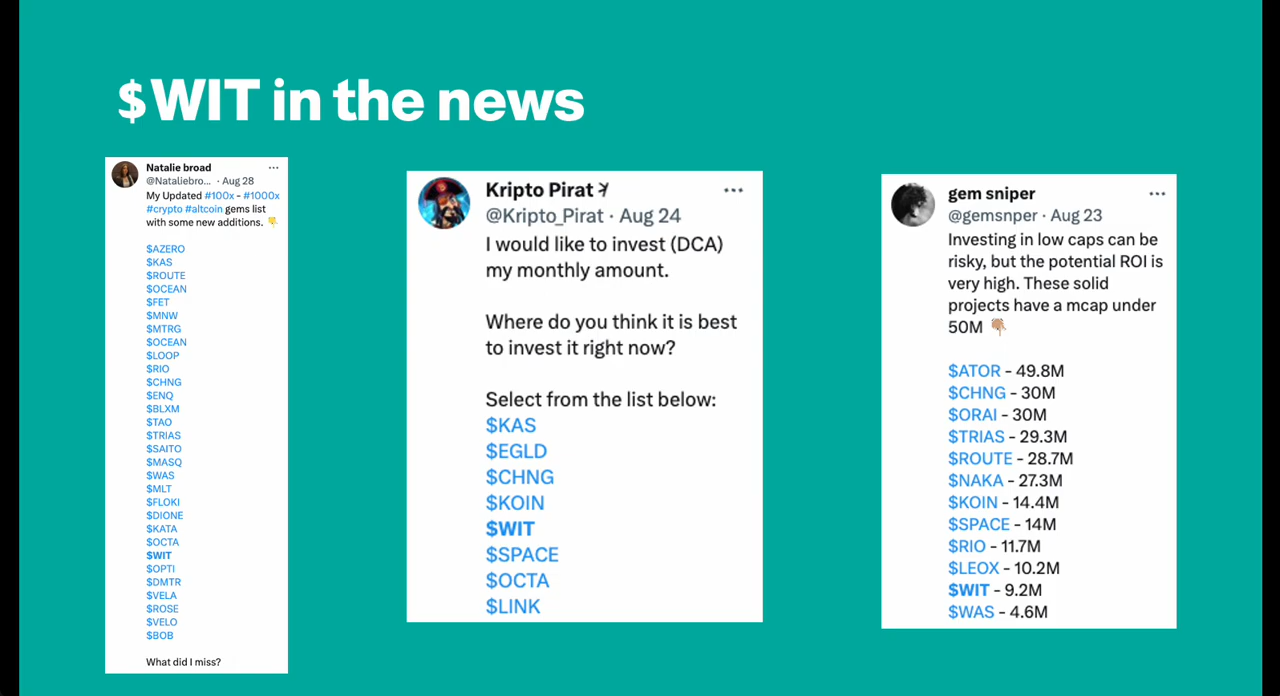 $WIT in the news
Natalie broad
@Nataliebro... · Aug 28
My Updated #100x - #1000x
#crypto #altcoin gems list
with some new additions. 👇
$AZERO
$KAS
$ROUTE
$OCEAN
$FET
$MNW
$MTRG
$OCEAN
$LOOP
$RIO
$CHNG
$ENQ
$BLXM
$TAO
$TRIAS
$SAITO
$MASQ
$WAS
$MLT
$FLOKI
$DIONE
$KATA
$OCTA
$WIT
$OPTI
$DMTR
$VELA
$ROSE
$VELO
$BOB
What did I miss?
Kripto Pirat
@Kripto_Pirat · Aug 24
I would like to invest (DCA)
my monthly amount.
Where do you think it is best
to invest it right now?
Select from the list below:
$KAS
$EGLD
$CHNG
$KOIN
$WIT
$SPACE
$OCTA
$LINK
gem sniper
@gemsnper · Aug 23
Investing in low caps can be
risky, but the potential ROI is
very high. These solid
projects have a mcap under
50M 👇🏼
$ATOR - 49.8M
$CHNG - 30M
$ORAI - 30M
$TRIAS - 29.3M
$ROUTE - 28.7M
$NAKA - 27.3M
$KOIN - 14.4M
$SPACE - 14M
$RIO - 11.7M
$LEOX - 10.2M
$WIT - 9.2M
$WAS - 4.6M